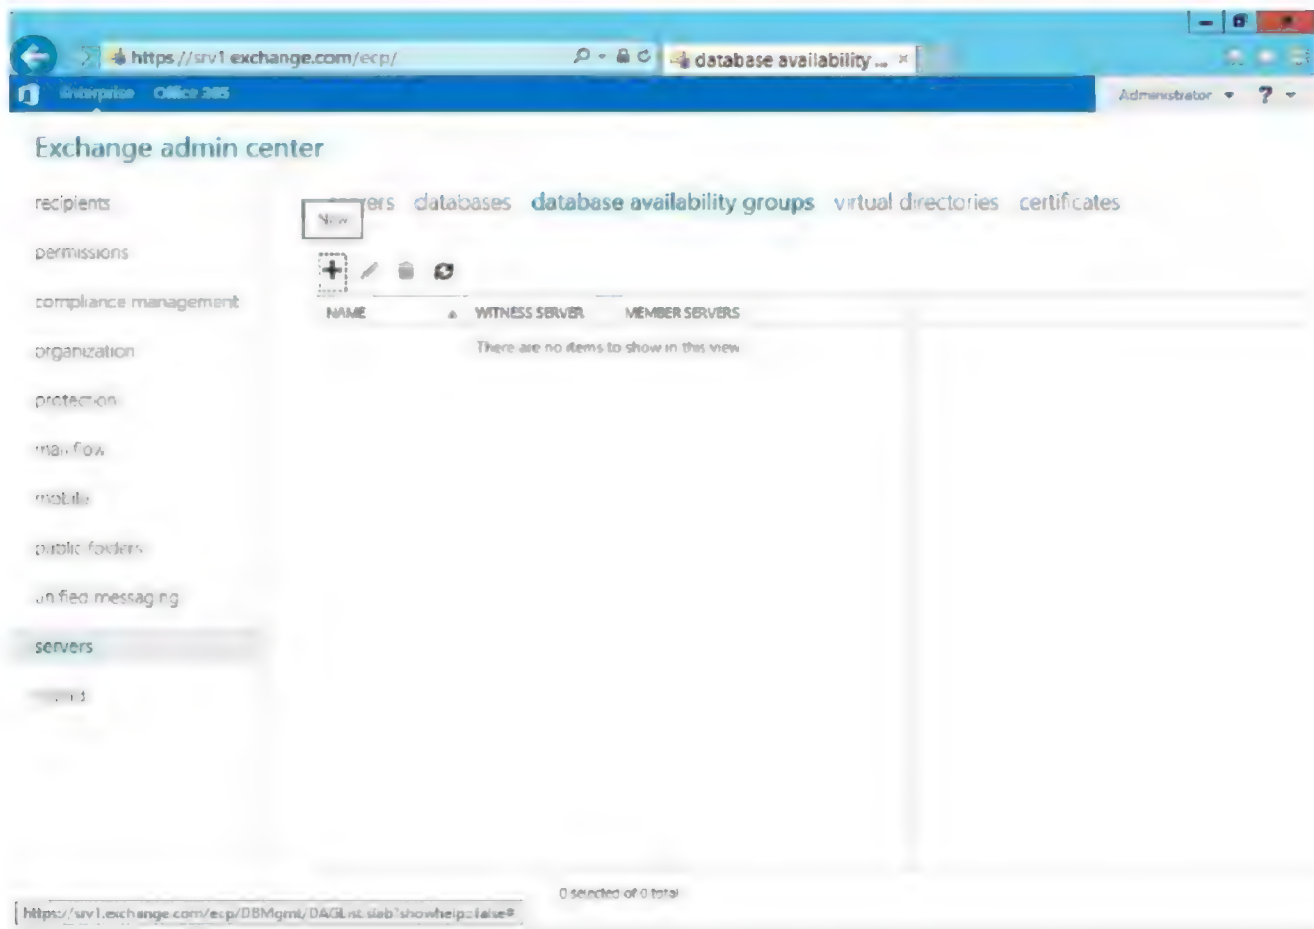 https://srv1.exchange.com/ecp/
database availability ...
Enterprise Office 365
Administrator ?
Exchange admin center
servers databases database availability groups virtual directories certificates
New
recipients
permissions
compliance management
organization
protection
mail flow
mobile
public folders
unified messaging
servers
NAME WITNESS SERVER MEMBER SERVERS
There are no items to show in this view
0 selected of 0 total
https://srv1.exchange.com/ecp/DBMgmt/DAGList.slab?showhelp=false#